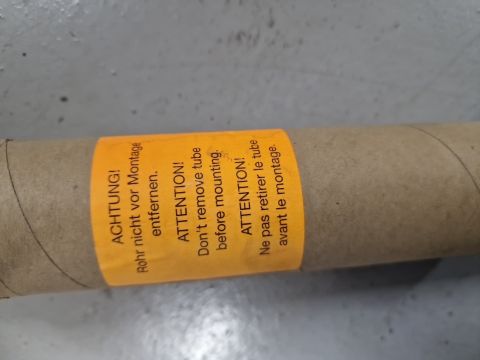 ACHTUNG!
Rohr nicht vor Montage
entfernen.
ATTENTION!
Don't remove tube
before mounting.
ATTENTION!
Ne pas retirer le tube
avant le montage.